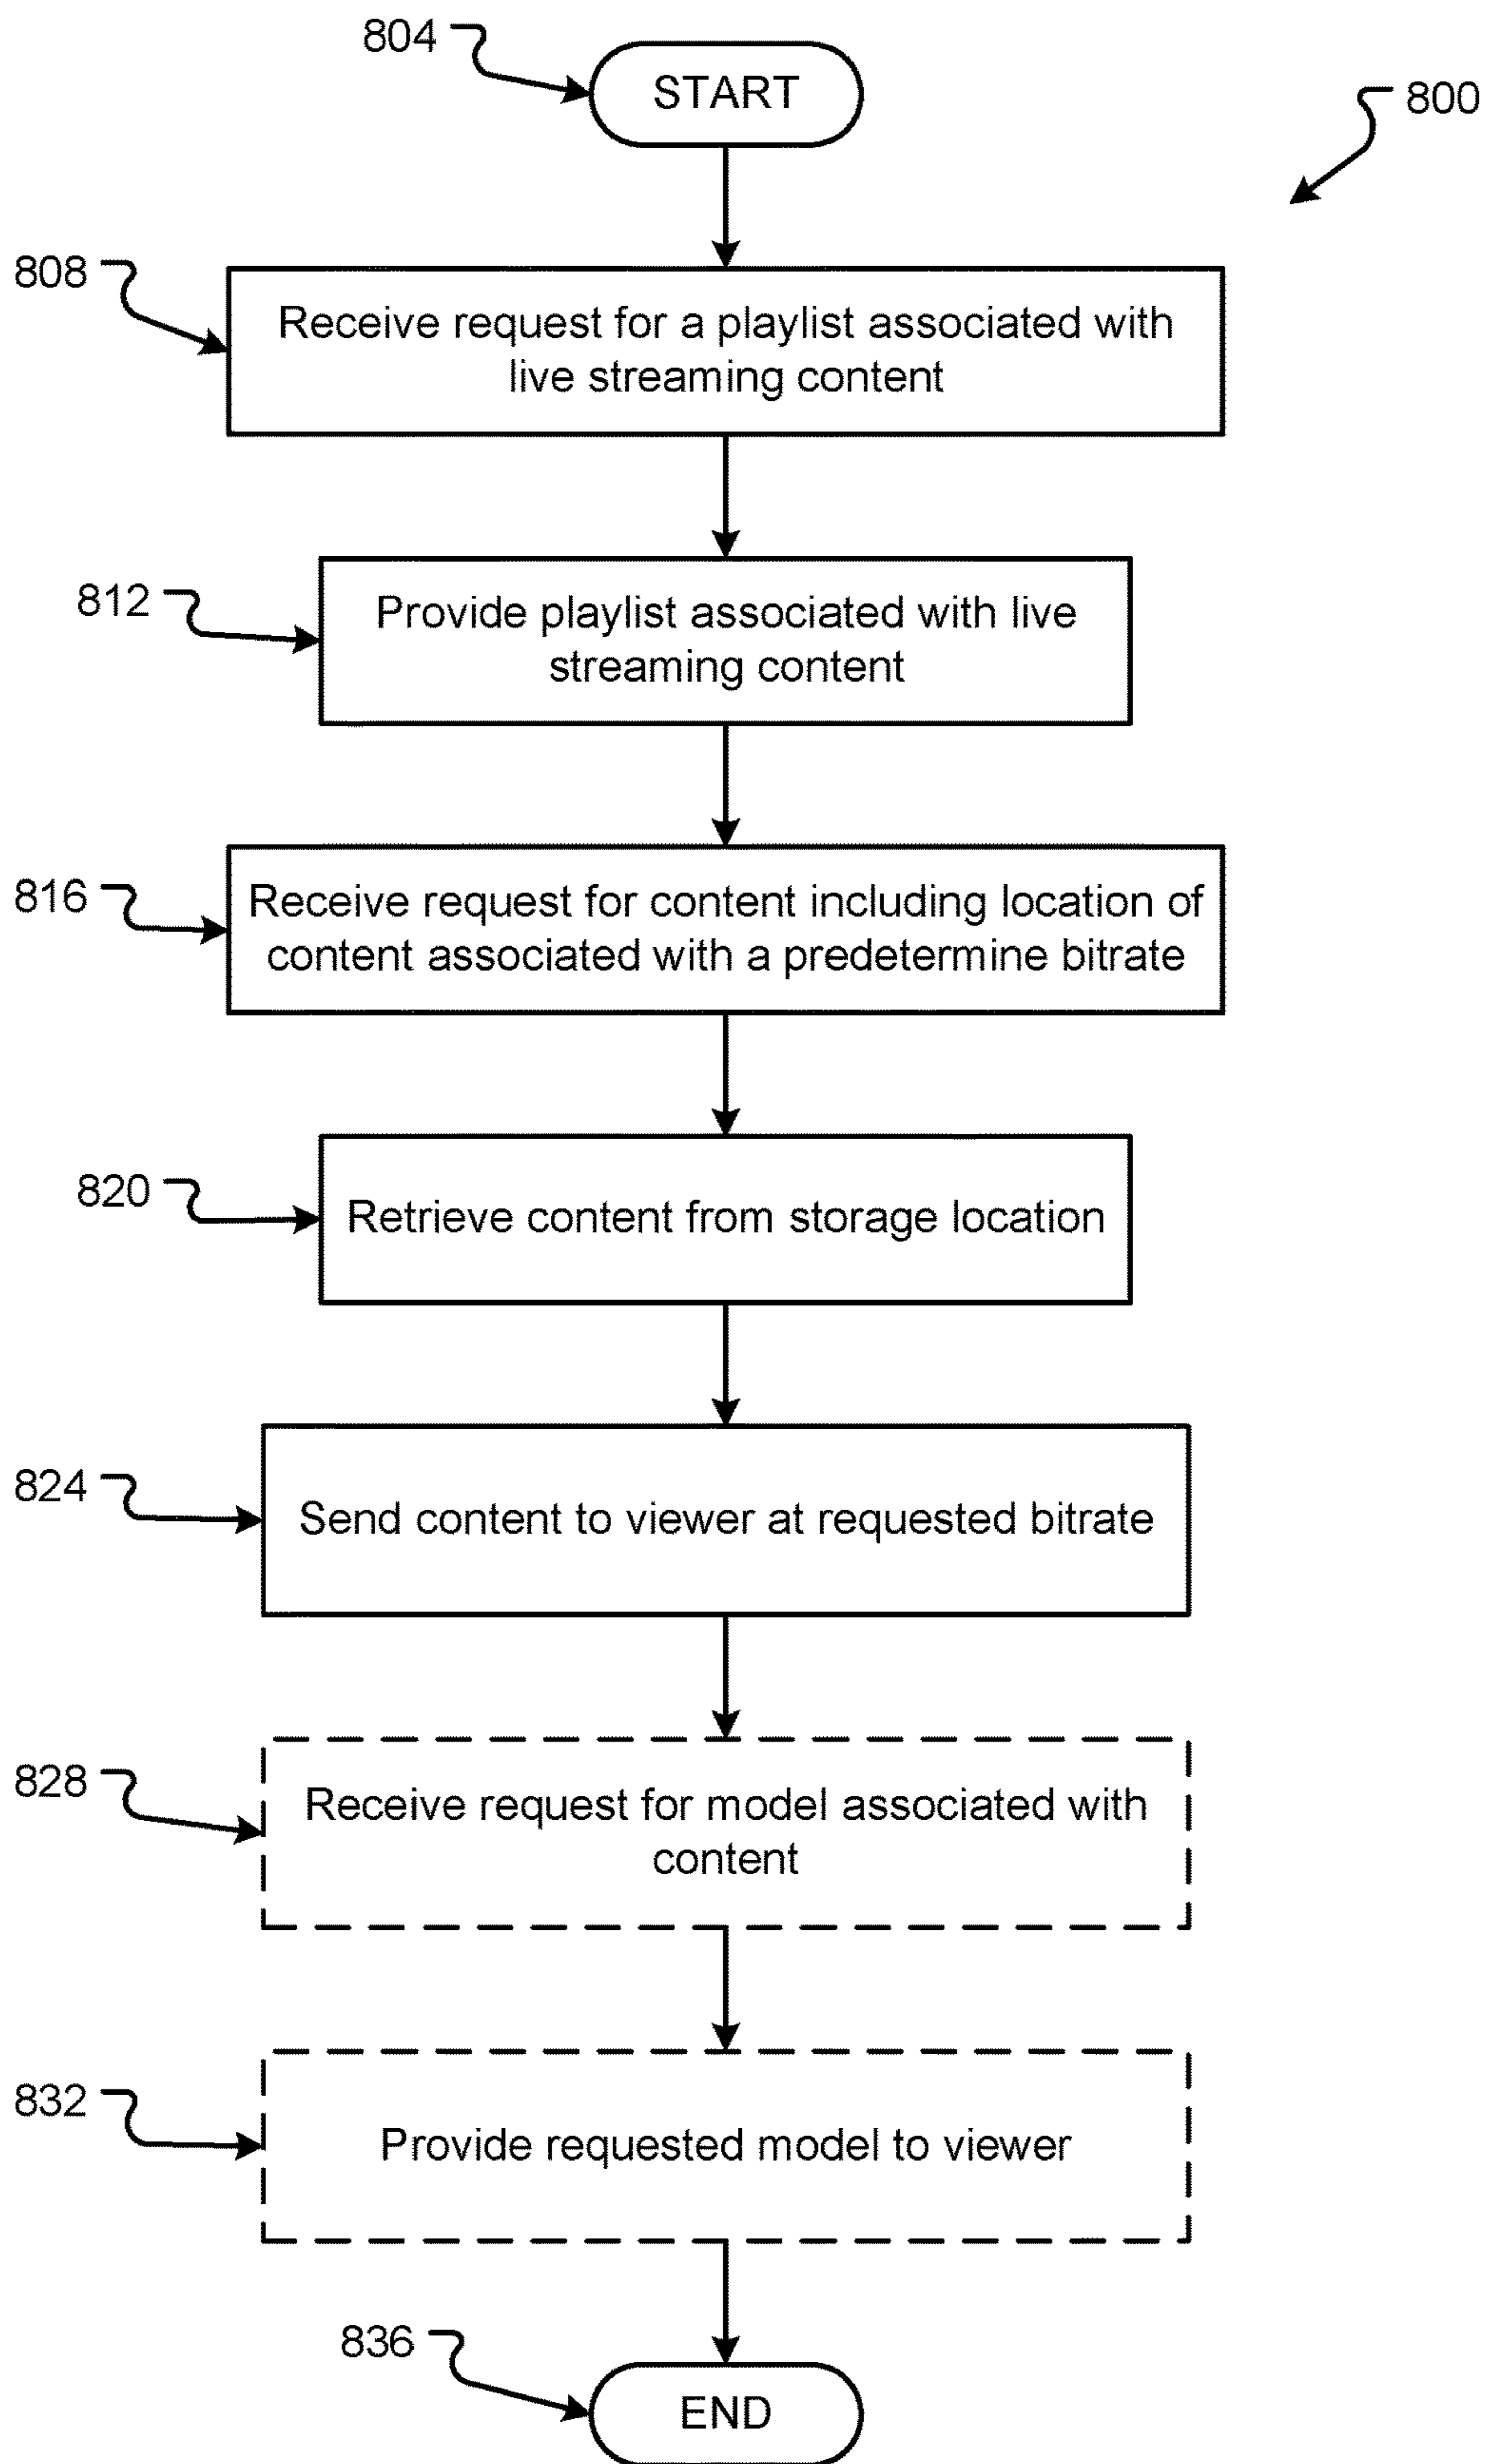 804
START
800
808
Receive request for a playlist associated with
live streaming content
812
Provide playlist associated with live
streaming content
816
Receive request for content including location of
content associated with a predetermine bitrate
820
Retrieve content from storage location
824
Send content to viewer at requested bitrate
828
Receive request for model associated with
content
832
Provide requested model to viewer
836
END